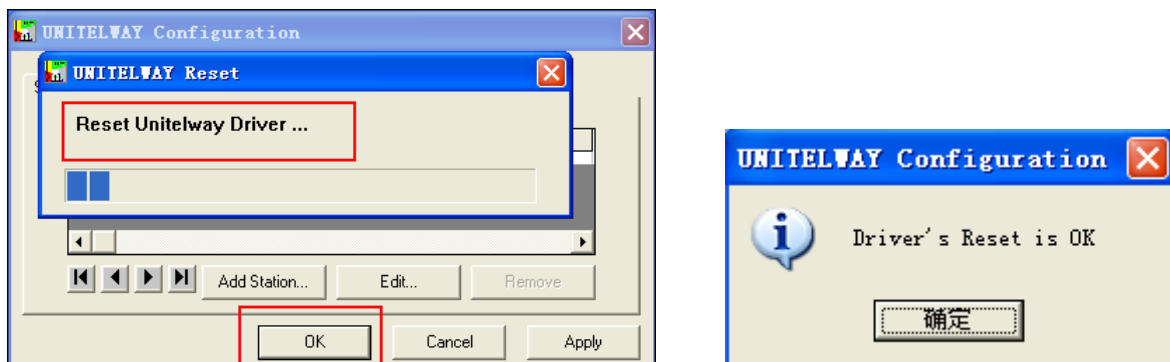 UNITELWAY Configuration
UNITELWAY Reset
Reset Unitelway Driver ...
Add Station...
Edit...
Remove
OK
Cancel
Apply
UNITELWAY Configuration
Driver's Reset is OK
确定